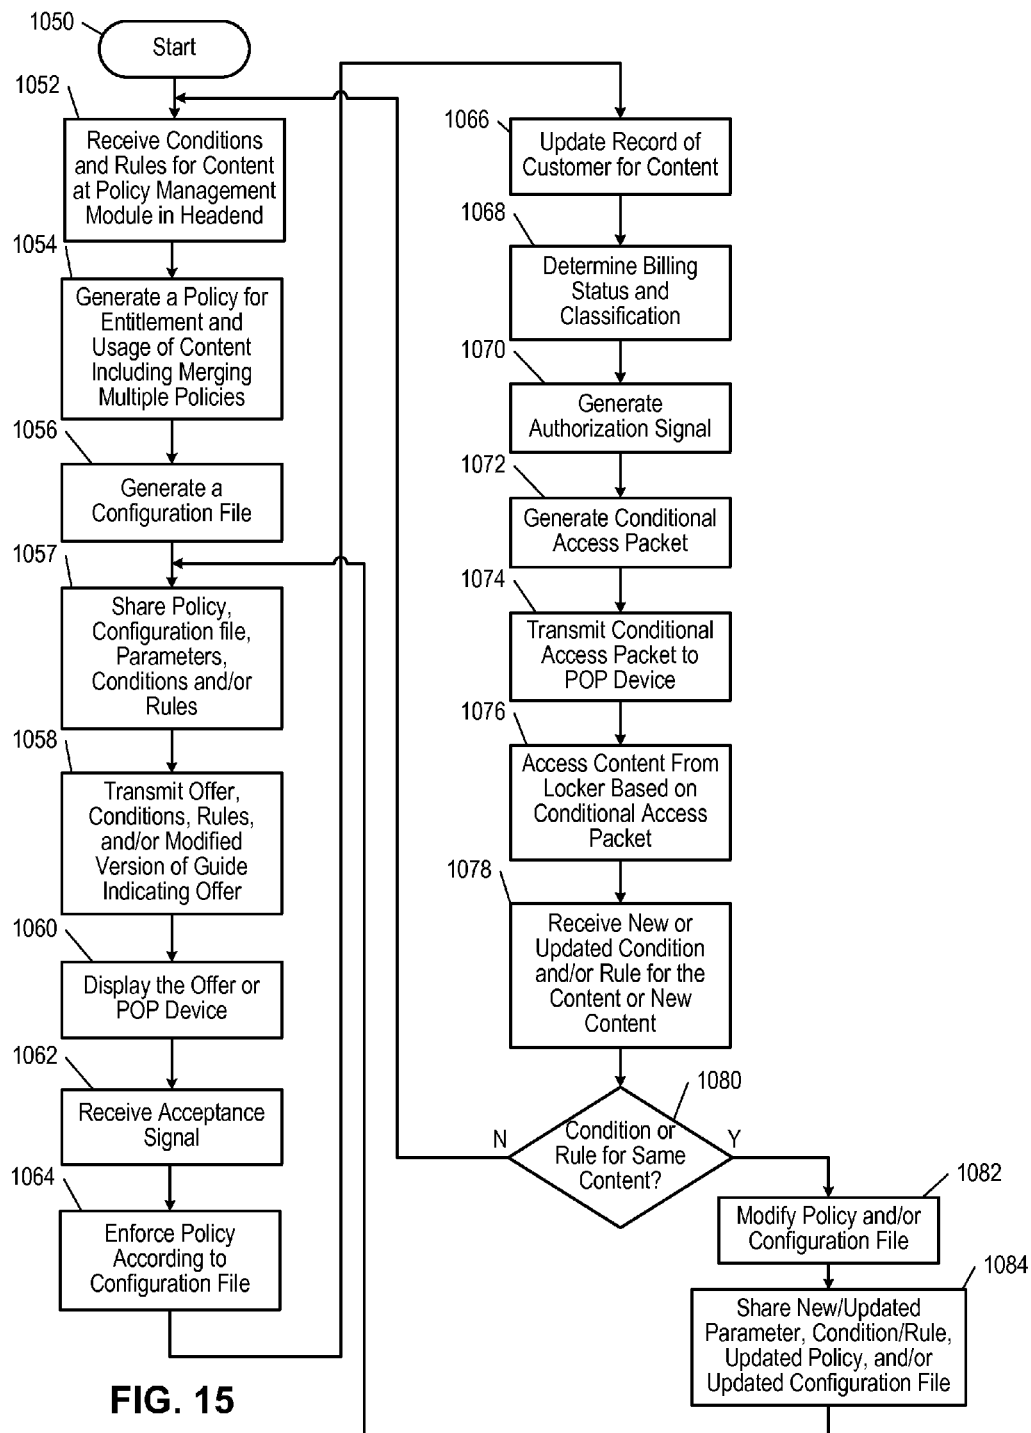 1050
Start
1052
Receive Conditions
and Rules for Content
at Policy Management
Module in Headend
1054
Generate a Policy for
Entitlement and
Usage of Content
Including Merging
Multiple Policies
1056
Generate a
Configuration File
1057
Share Policy,
Configuration file,
Parameters,
Conditions and/or
Rules
1058
Transmit Offer,
Conditions, Rules,
and/or Modified
Version of Guide
Indicating Offer
1060
Display the Offer or
POP Device
1062
Receive Acceptance
Signal
1064
Enforce Policy
According to
Configuration File
1066
Update Record of
Customer for Content
1068
Determine Billing
Status and
Classification
1070
Generate
Authorization Signal
1072
Generate Conditional
Access Packet
1074
Transmit Conditional
Access Packet to
POP Device
1076
Access Content From
Locker Based on
Conditional Access
Packet
1078
Receive New or
Updated Condition
and/or Rule for the
Content or New
Content
1080
N
Condition or
Rule for Same
Content?
Y
1082
Modify Policy and/or
Configuration File
1084
Share New/Updated
Parameter, Condition/Rule,
Updated Policy, and/or
Updated Configuration File
FIG. 15